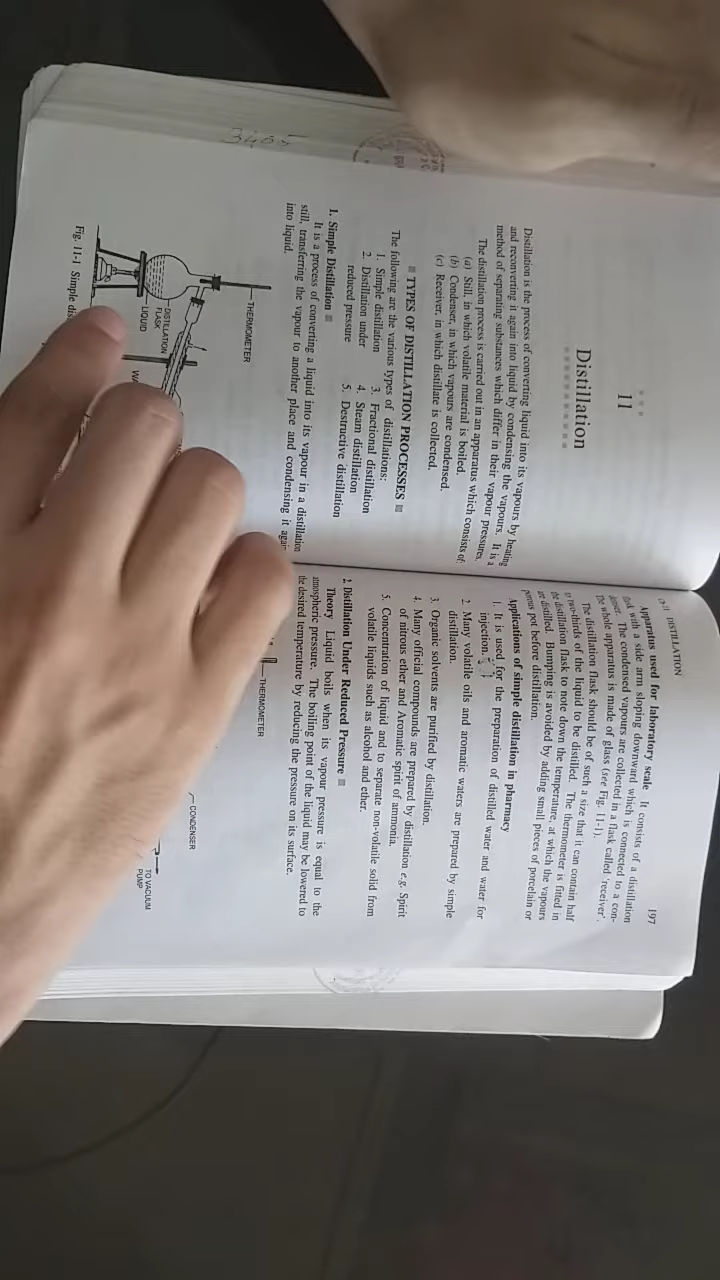 3405
11
Distillation
Distillation is the process of converting liquid into its vapours by heating
and reconverting it again into liquid by condensing the vapours. It is a
method of separating substances which differ in their vapour pressures.
The distillation process is carried out in an apparatus which consists of:
(a) Still, in which volatile material is boiled.
(b) Condenser, in which vapours are condensed.
(c) Receiver, in which distillate is collected.
TYPES OF DISTILLATION PROCESSES
The following are the various types of distillations:
1. Simple distillation 3. Fractional distillation
2. Distillation under 4. Steam distillation
reduced pressure 5. Destructive distillation
1. Simple Distillation
It is a process of converting a liquid into its vapour in a distillation
still, transferring the vapour to another place and condensing it again
into liquid.
THERMOMETER
DISTILLATION
FLASK
LIQUID
Fig. 11-1 Simple
DISTILLATION 197
Apparatus used for laboratory scale It consists of a distillation
flask with a side arm sloping downward which is connected to a con-
denser. The condensed vapours are collected in a flask called 'receiver'.
The whole apparatus is made of glass (see Fig. 11-1).
The distillation flask should be of such a size that it can contain half
to two-thirds of the liquid to be distilled. The thermometer is fitted in
the distillation flask to note down the temperature, at which the vapours
are distilled. Bumping is avoided by adding small pieces of porcelain or
porous pot before distillation.
Applications of simple distillation in pharmacy
1. It is used for the preparation of distilled water and water for
injection.
2. Many volatile oils and aromatic waters are prepared by simple
distillation.
3. Organic solvents are purified by distillation.
4. Many official compounds are prepared by distillation e.g. Spirit
of nitrous ether and Aromatic spirit of ammonia.
5. Concentration of liquid and to separate non-volatile solid from
volatile liquids such as alcohol and ether.
2. Distillation Under Reduced Pressure
Theory Liquid boils when its vapour pressure is equal to the
atmospheric pressure. The boiling point of the liquid may be lowered to
the desired temperature by reducing the pressure on its surface.
THERMOMETER
CONDENSER
TO VACUUM
PUMP